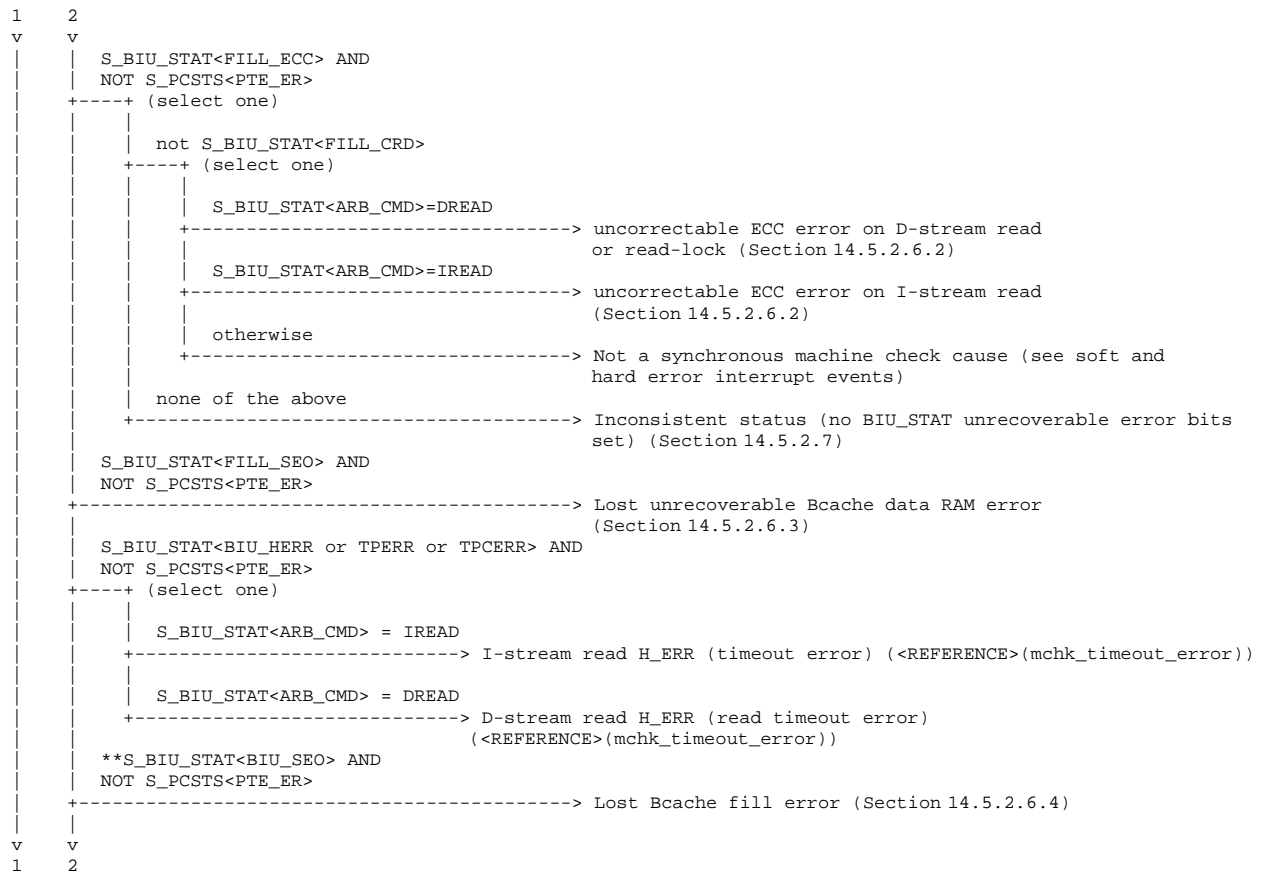 1 2
v v
S_BIU_STAT<FILL_ECC> AND
NOT S_PCSTS<PTE_ER>
+----+ (select one)
not S_BIU_STAT<FILL_CRD>
+----+ (select one)
S_BIU_STAT<ARB_CMD>=DREAD
+----------------------------------> uncorrectable ECC error on D-stream read
or read-lock (Section 14.5.2.6.2)
S_BIU_STAT<ARB_CMD>=IREAD
+----------------------------------> uncorrectable ECC error on I-stream read
(Section 14.5.2.6.2)
otherwise
+----------------------------------> Not a synchronous machine check cause (see soft and
hard error interrupt events)
none of the above
+---------------------------------------> Inconsistent status (no BIU_STAT unrecoverable error bits
set) (Section 14.5.2.7)
S_BIU_STAT<FILL_SEO> AND
NOT S_PCSTS<PTE_ER>
+--------------------------------------------> Lost unrecoverable Bcache data RAM error
(Section 14.5.2.6.3)
S_BIU_STAT<BIU_HERR or TPERR or TPCERR> AND
NOT S_PCSTS<PTE_ER>
+----+ (select one)
S_BIU_STAT<ARB_CMD> = IREAD
+-----------------------------> I-stream read H_ERR (timeout error) (<REFERENCE>(mchk_timeout_error))
S_BIU_STAT<ARB_CMD> = DREAD
+-----------------------------> D-stream read H_ERR (read timeout error)
(<REFERENCE>(mchk_timeout_error))
**S_BIU_STAT<BIU_SEO> AND
NOT S_PCSTS<PTE_ER>
+--------------------------------------------> Lost Bcache fill error (Section 14.5.2.6.4)
v v
1 2